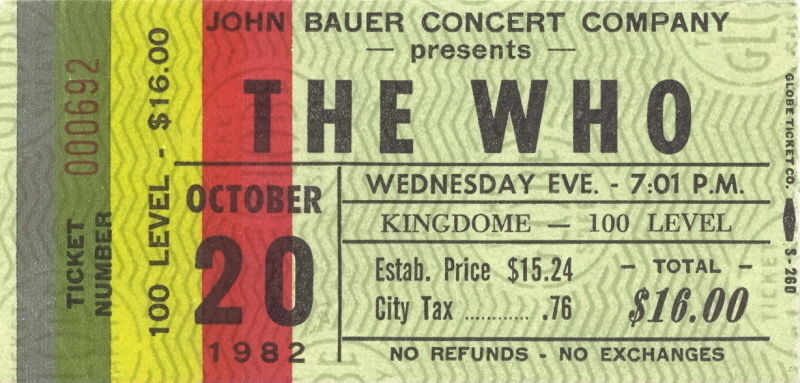 TICKET
NUMBER
000692
100 LEVEL - $16.00
JOHN BAUER CONCERT COMPANY
— presents —
THE WHO
OCTOBER
20
1982
WEDNESDAY EVE. - 7:01 P.M.
KINGDOME — 100 LEVEL
Estab. Price $15.24
City Tax ............ .76
— TOTAL —
$16.00
NO REFUNDS - NO EXCHANGES
GLOBE TICKET CO.
S-260